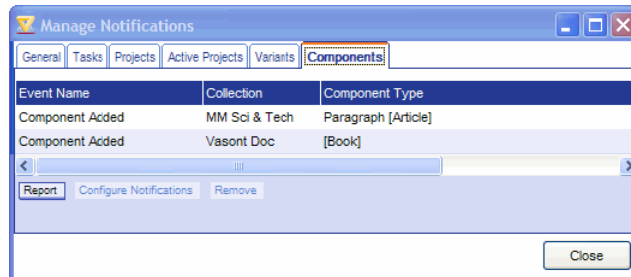 Manage Notifications
General Tasks Projects Active Projects Variants Components
Event Name Collection Component Type
Component Added MM Sci & Tech Paragraph [Article]
Component Added Vasont Doc [Book]
Report Configure Notifications Remove
Close